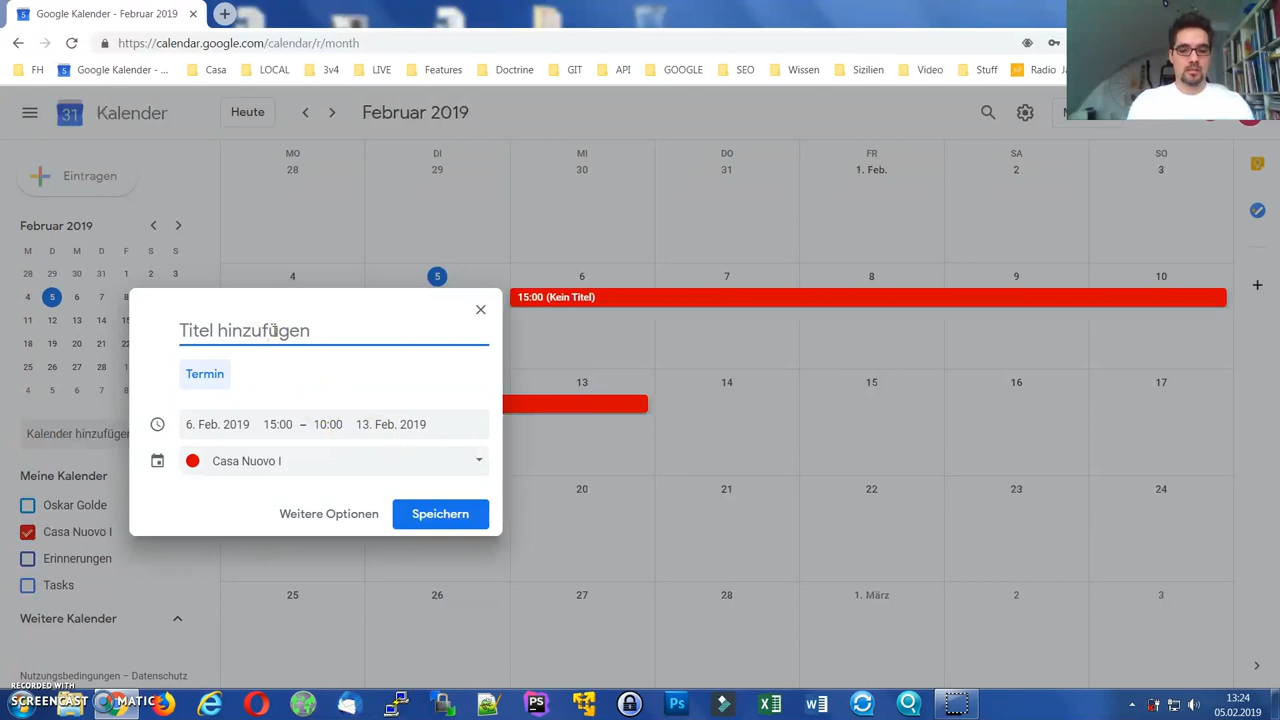 Google Kalender - Februar 2019
https://calendar.google.com/calendar/r/month
FH
Google Kalender - ...
Casa
LOCAL
3v4
LIVE
Features
Doctrine
GIT
API
GOOGLE
SEO
Wissen
Sizilien
Video
Stuff
Radio
31 Kalender
Heute
Februar 2019
Eintragen
Februar 2019
M D M D F S S
28 29 30 31 1 2 3
4 5 6 7
11 12 13 14 15
18 19 20 21 22
25 26 27 28 1
4 5 6 7
Kalender hinzufügen
Meine Kalender
Oskar Golde
Casa Nuovo I
Erinnerungen
Tasks
Weitere Kalender
Nutzungsbedingungen – Datenschutz
MO DI MI DO FR SA SO
28 29 30 31 1. Feb. 2 3
4 5 6 7 8 9 10
15:00 (Kein Titel)
13 14 15 16 17
20 21 22 23 24
25 26 27 28 1. März 2 3
Titel hinzufügen
Termin
6. Feb. 2019 15:00 – 10:00 13. Feb. 2019
Casa Nuovo I
Weitere Optionen
Speichern
RECORDED WITH
SCREENCAST MATIC
13:24
05.02.2019